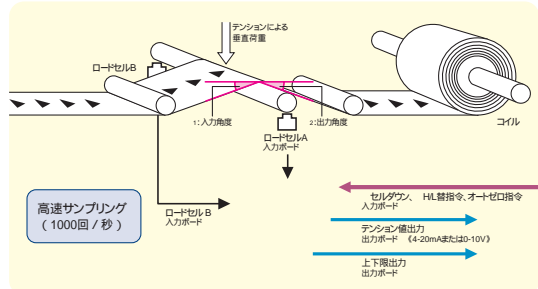 テンションによる
垂直荷重
ロードセルB
1:入力角度
2:出力角度
ロードセルA
入力ボード
コイル
高速サンプリング
(1000回/秒)
ロードセルB
入力ボード
セルダウン、 H/L替指令、オートゼロ指令
入力ボード
テンション値出力
出力ボード 《4-20mAまたは0-10V》
上下限出力
出力ボード